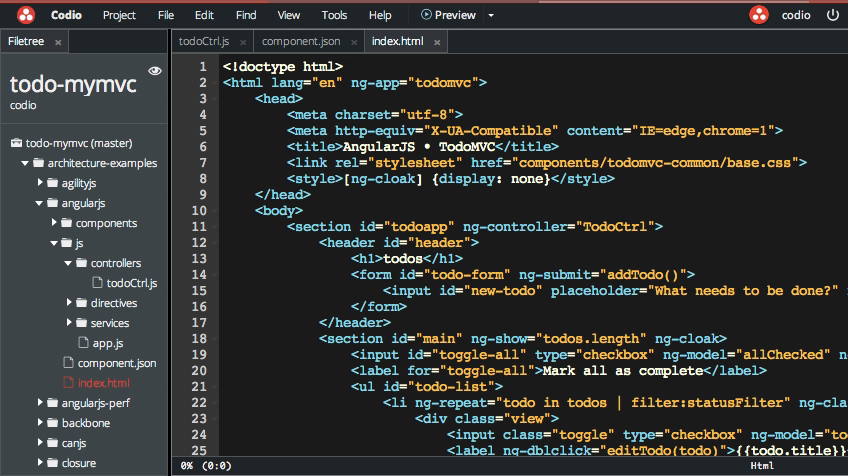 Codio Project File Edit Find View Tools Help Preview codio
Filetree × todoCtrl.js × component.json × index.html ×
todo-mymvc
codio
todo-mymvc (master)
architecture-examples
agilityjs
angularjs
components
js
controllers
todoCtrl.js
directives
services
app.js
component.json
index.html
angularjs-perf
backbone
canjs
closure
1 <!doctype html>
2 <html lang="en" ng-app="todomvc">
3 <head>
4 <meta charset="utf-8">
5 <meta http-equiv="X-UA-Compatible" content="IE=edge,chrome=1">
6 <title>AngularJS • TodoMVC</title>
7 <link rel="stylesheet" href="components/todomvc-common/base.css">
8 <style>[ng-cloak] {display: none}</style>
9 </head>
10 <body>
11 <section id="todoapp" ng-controller="TodoCtrl">
12 <header id="header">
13 <h1>todos</h1>
14 <form id="todo-form" ng-submit="addTodo()">
15 <input id="new-todo" placeholder="What needs to be done?"
16 </form>
17 </header>
18 <section id="main" ng-show="todos.length" ng-cloak>
19 <input id="toggle-all" type="checkbox" ng-model="allChecked" n
20 <label for="toggle-all">Mark all as complete</label>
21 <ul id="todo-list">
22 <li ng-repeat="todo in todos | filter:statusFilter" ng-cla
23 <div class="view">
24 <input class="toggle" type="checkbox" ng-model="to
25 <label ng-dblclick="editTodo(todo)">{{todo.title}}
0% (0:0) Html